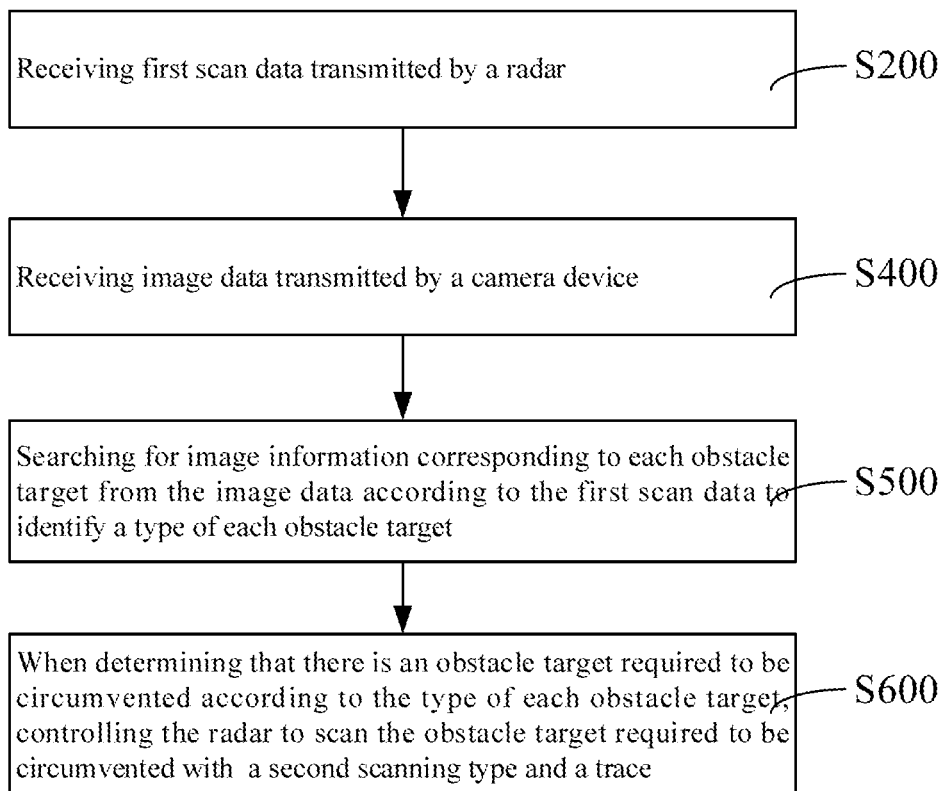 Receiving first scan data transmitted by a radar
S200
Receiving image data transmitted by a camera device
S400
Searching for image information corresponding to each obstacle
target from the image data according to the first scan data to
identify a type of each obstacle target
S500
When determining that there is an obstacle target required to be
circumvented according to the type of each obstacle target,
controlling the radar to scan the obstacle target required to be
circumvented with a second scanning type and a trace
S600